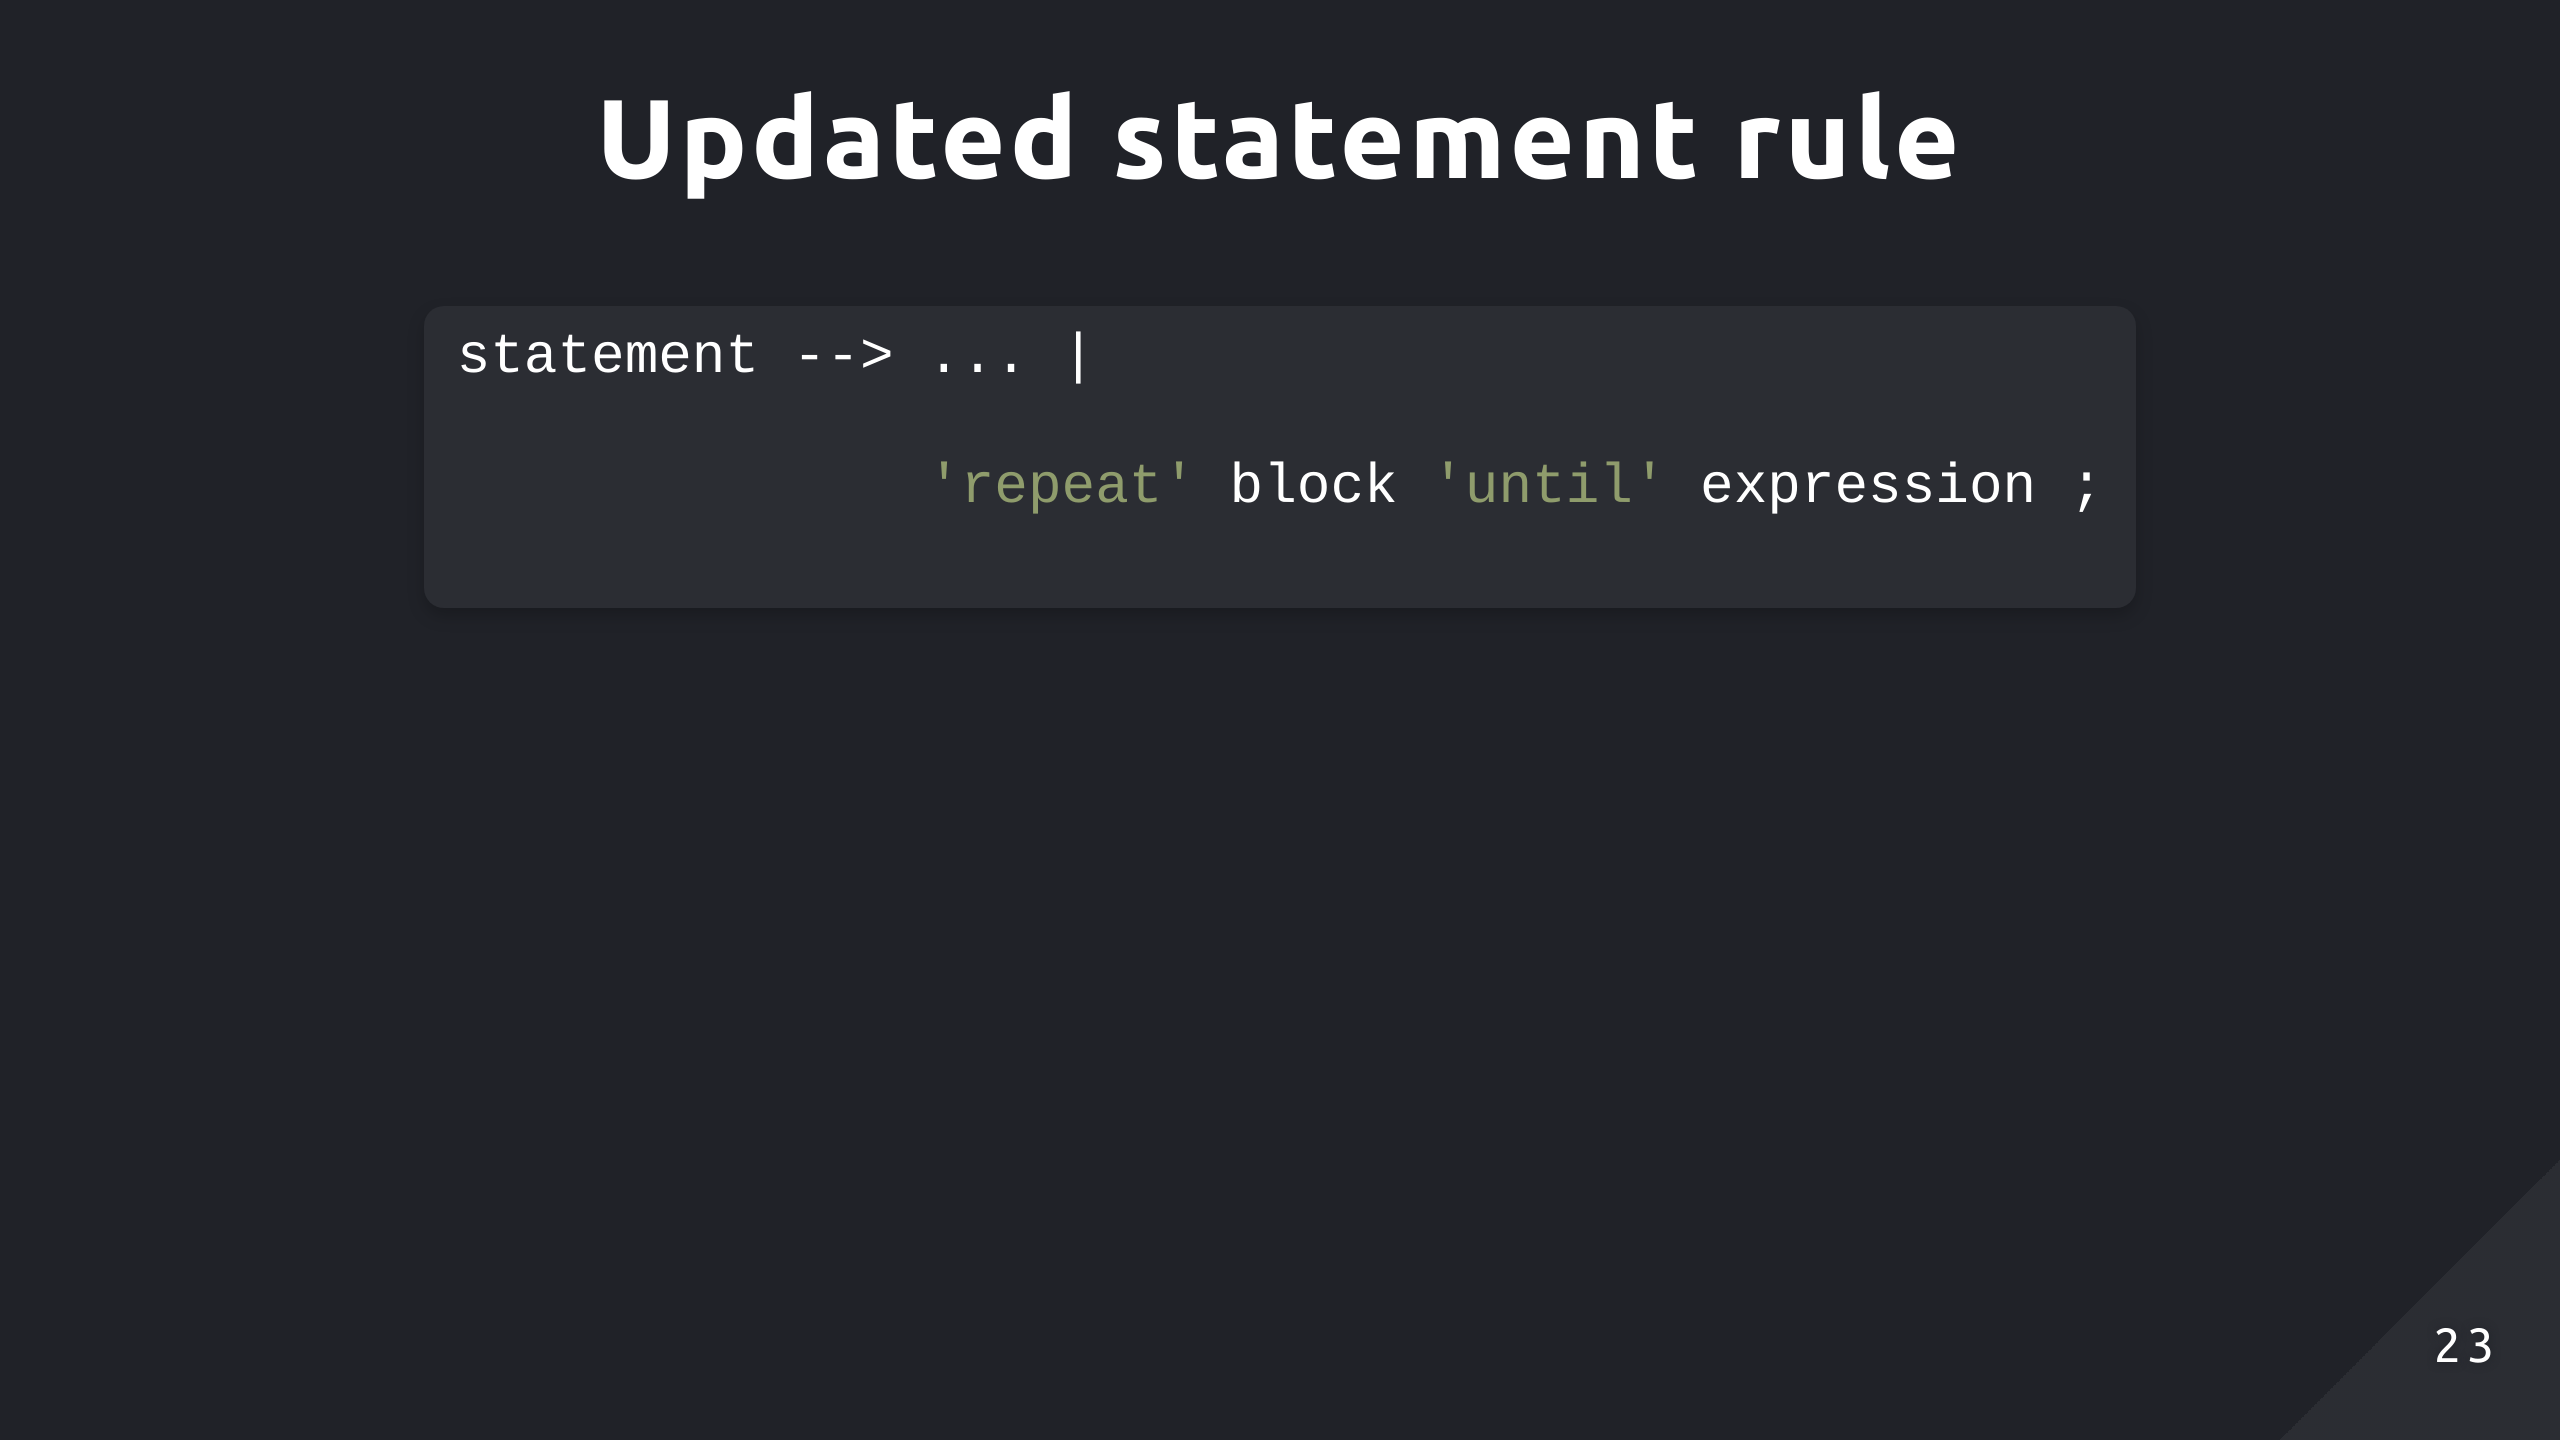 Updated statement rule
statement --> ... |
'repeat' block 'until' expression ;
23